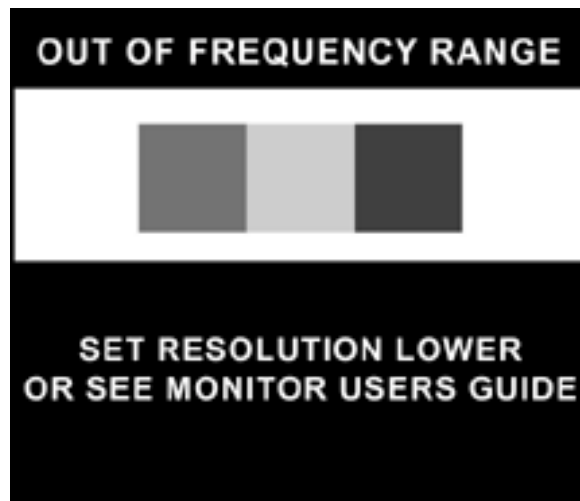 OUT OF FREQUENCY RANGE
SET RESOLUTION LOWER
OR SEE MONITOR USERS GUIDE